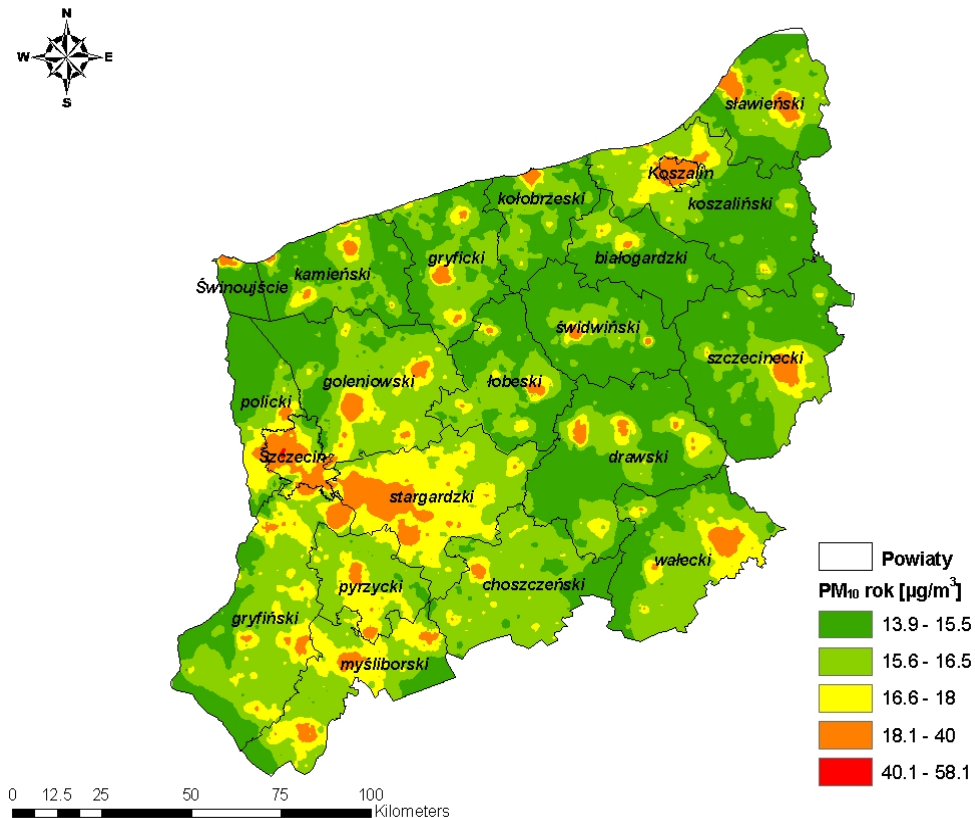 N
W E
S
sławieński
Koszalin
kołobrzeski
koszaliński
białogardzki
gryficki
kamieński
Świnoujście
świdwiński
szczecinecki
goleniowski
łobeski
policki
Szczecin
drawski
stargardzki
wałecki
choszczeński
pyrzycki
gryfiński
myśliborski
Powiaty
PM₁₀ rok [µg/m³]
13.9 - 15.5
15.6 - 16.5
16.6 - 18
18.1 - 40
40.1 - 58.1
0 12.5 25 50 75 100
Kilometers